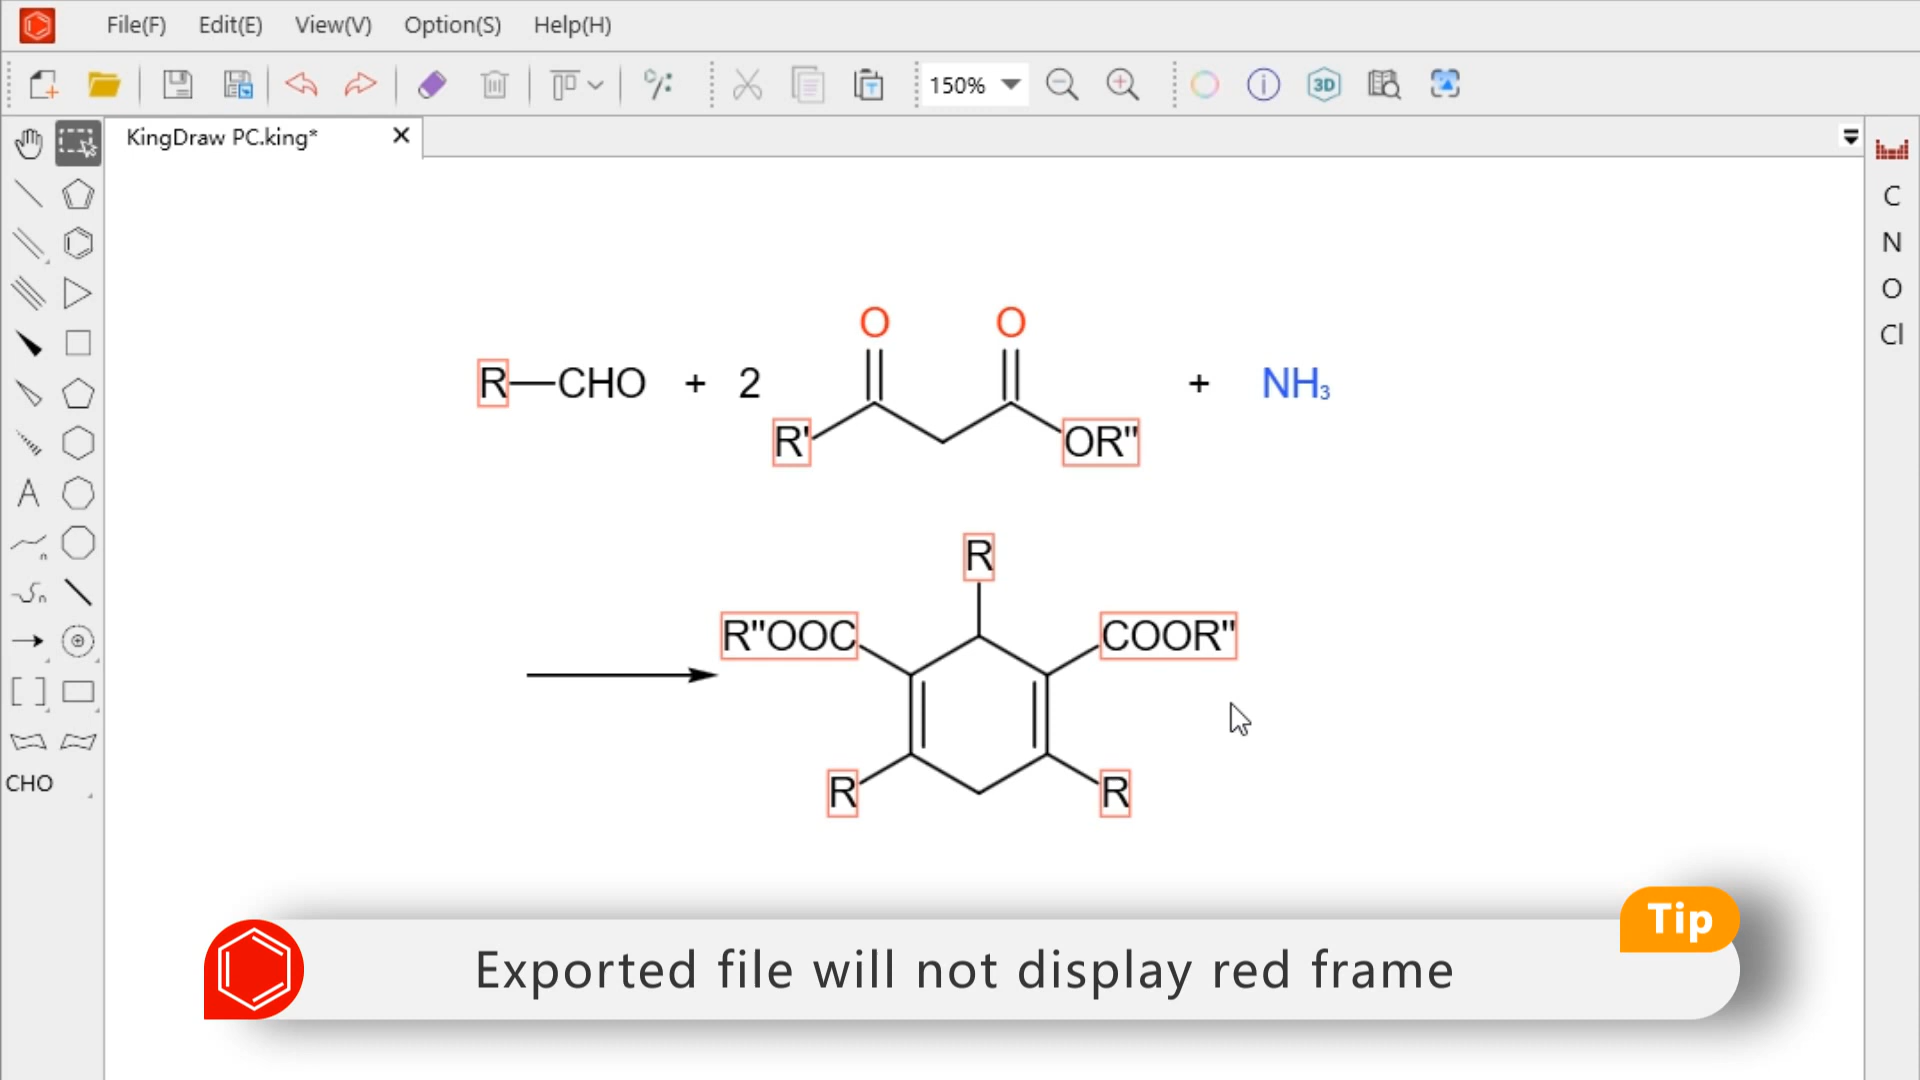 File(F) Edit(E) View(V) Option(S) Help(H)
150%
3D
KingDraw PC.king*
C
N
O
Cl
A
n
n
CHO
O O
R CHO + 2 + NH₃
R' OR"
R
R"OOC COOR"
R R
Tip
Exported file will not display red frame